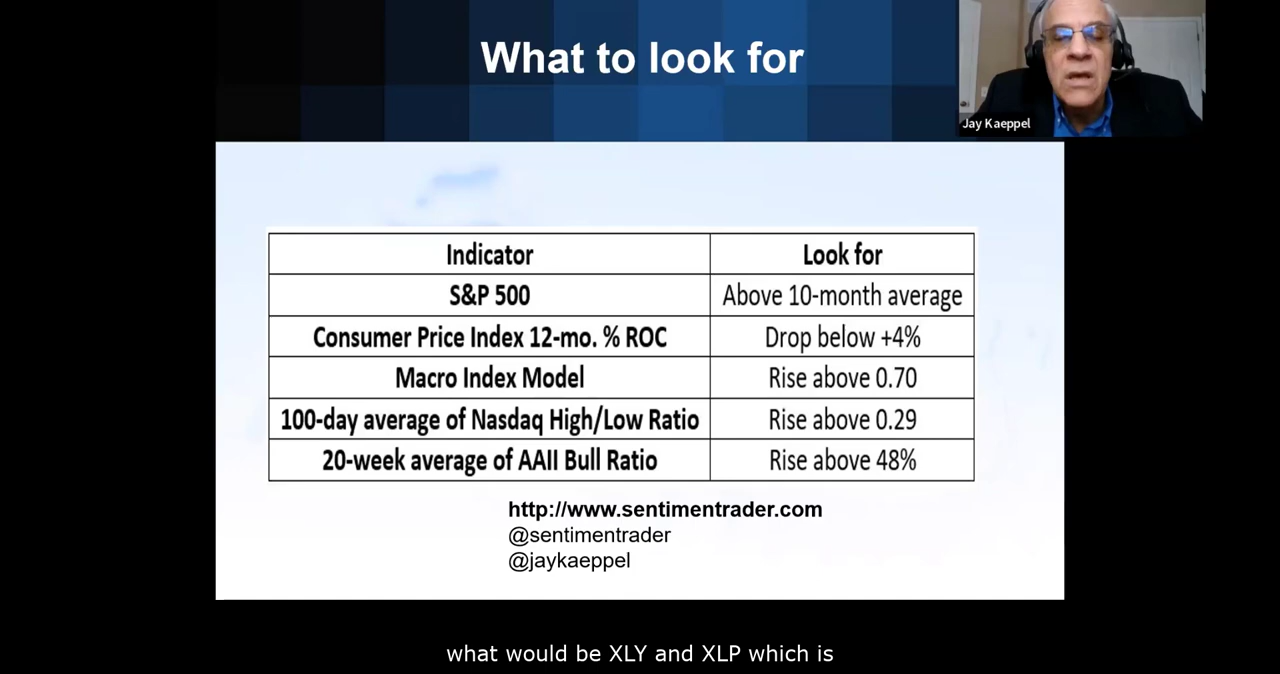 What to look for
Jay Kaeppel
Indicator Look for
S&P 500 Above 10-month average
Consumer Price Index 12-mo. % ROC Drop below +4%
Macro Index Model Rise above 0.70
100-day average of Nasdaq High/Low Ratio Rise above 0.29
20-week average of AAII Bull Ratio Rise above 48%
http://www.sentimentrader.com
@sentimentrader
@jaykaeppel
what would be XLY and XLP which is